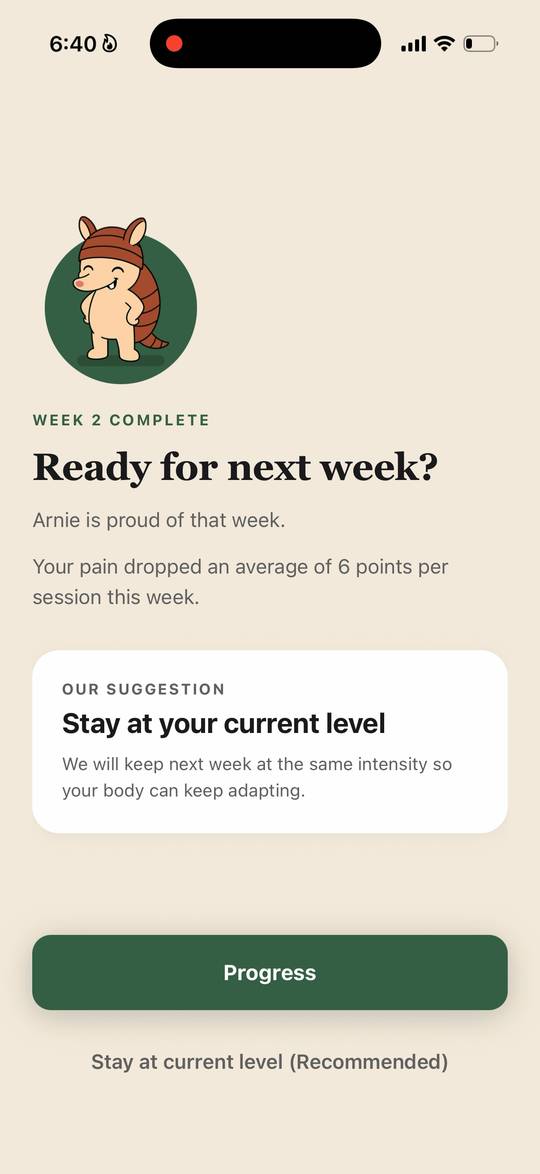 6:40
WEEK 2 COMPLETE
Ready for next week?
Arnie is proud of that week.
Your pain dropped an average of 6 points per
session this week.
OUR SUGGESTION
Stay at your current level
We will keep next week at the same intensity so
your body can keep adapting.
Progress
Stay at current level (Recommended)